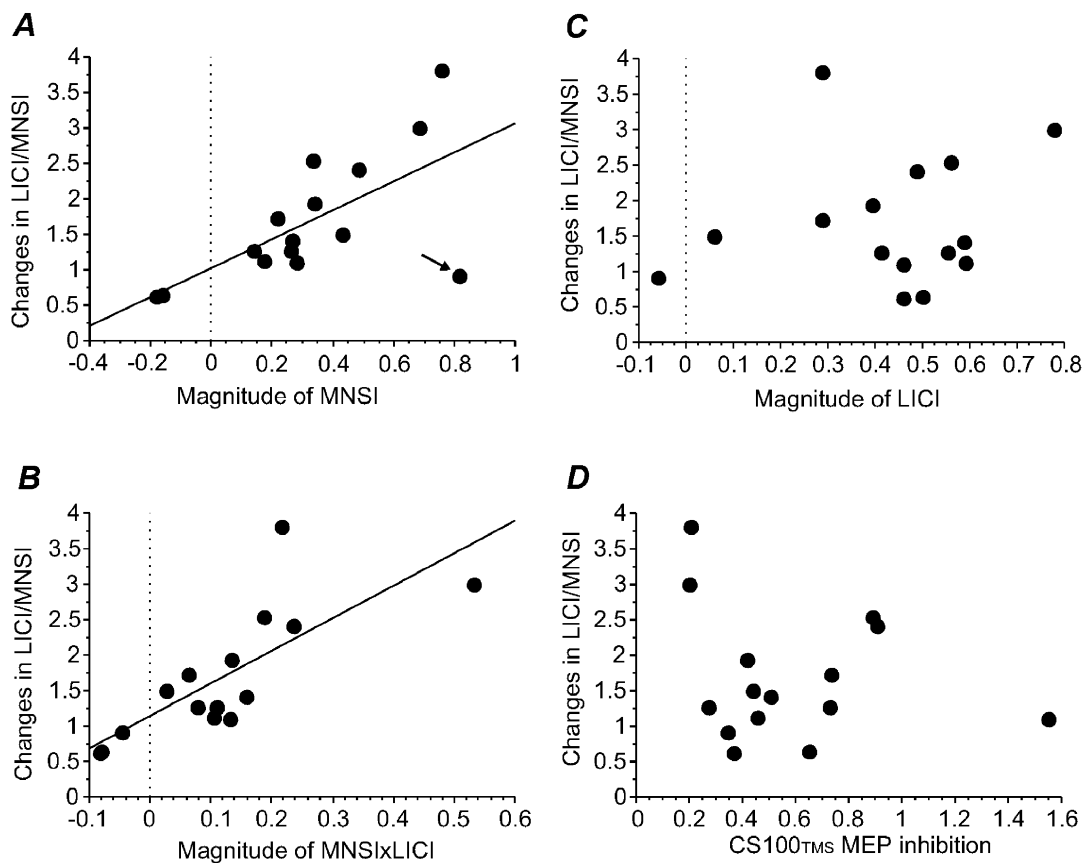 A
Changes in LICI/MNSI
4
3.5
3
2.5
2
1.5
1
0.5
0
-0.4 -0.2 0 0.2 0.4 0.6 0.8 1
Magnitude of MNSI
C
Changes in LICI/MNSI
4
3.5
3
2.5
2
1.5
1
0.5
0
-0.1 0 0.1 0.2 0.3 0.4 0.5 0.6 0.7 0.8
Magnitude of LICI
B
Changes in LICI/MNSI
4
3.5
3
2.5
2
1.5
1
0.5
0
-0.1 0 0.1 0.2 0.3 0.4 0.5 0.6
Magnitude of MNSIxLICI
D
Changes in LICI/MNSI
4
3.5
3
2.5
2
1.5
1
0.5
0
0.2 0.4 0.6 0.8 1 1.2 1.4 1.6
CS100TMS MEP inhibition